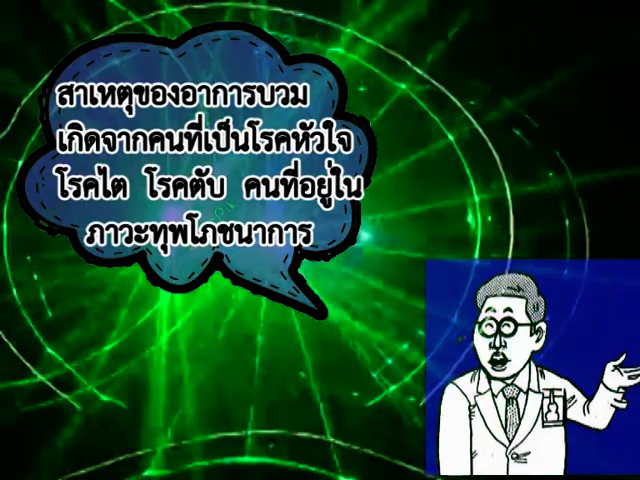 สาเหตุของอาการบวม
เกิดจากคนที่เป็นโรคหัวใจ
โรคไต โรคตับ คนที่อยู่ใน
ภาวะทุพโภชนาการ